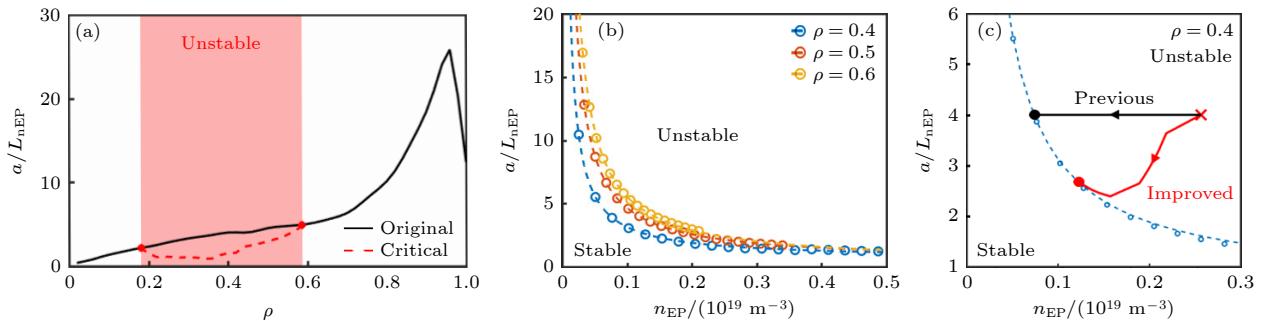 (a)
Unstable
Original
Critical
30
20
10
0
0
0.2
0.4
0.6
0.8
1.0
a/L_nEP
ρ
(b)
ρ = 0.4
ρ = 0.5
ρ = 0.6
Unstable
Stable
20
15
10
5
0
0
0.1
0.2
0.3
0.4
0.5
a/L_nEP
n_EP/(10^19 m^−3)
(c)
ρ = 0.4
Unstable
Previous
Improved
Stable
6
5
4
3
2
1
0
0.1
0.2
0.3
a/L_nEP
n_EP/(10^19 m^−3)